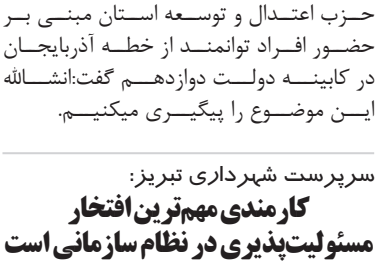 حزب اعتدال و توسعه استان مبنی بر
حضور افراد توانمند از خطه آذربایجان
در کابینه دولت دوازدهم گفت:انشالله
این موضوع را پیگیری میکنیم.
سرپرست شهرداری تبریز:
کارمندی مهم‌ترین افتخار
مسئولیت‌پذیری در نظام سازمانی است